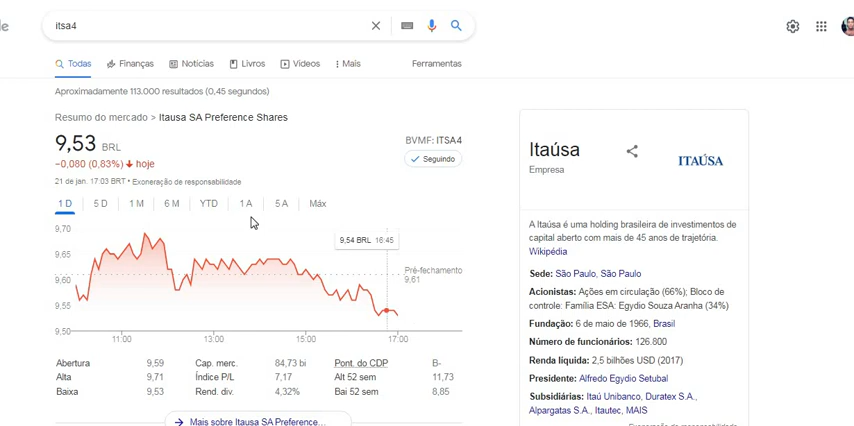 itsa4
Todas Finanças Notícias Livros Vídeos Mais Ferramentas
Aproximadamente 113.000 resultados (0,45 segundos)
Resumo do mercado > Itausa SA Preference Shares
9,53 BRL
BVMF: ITSA4
−0,080 (0,83%) hoje
Seguindo
21 de jan. 17:03 BRT • Exoneração de responsabilidade
1 D 5 D 1 M 6 M YTD 1 A 5 A Máx
9,70
9,65
9,60
9,55
9,50
9,54 BRL 16:45
Pré-fechamento
9,61
11:00 13:00 15:00 17:00
Abertura 9,59 Cap. merc. 84,73 bi Pont. do CDP B-
Alta 9,71 Índice P/L 7,17 Alt 52 sem 11,73
Baixa 9,53 Rend. div. 4,32% Bai 52 sem 8,85
Mais sobre Itausa SA Preference...
Itaúsa
Empresa
ITAÚSA
A Itaúsa é uma holding brasileira de investimentos de
capital aberto com mais de 45 anos de trajetória.
Wikipédia
Sede: São Paulo, São Paulo
Acionistas: Ações em circulação (66%); Bloco de
controle: Família ESA: Egydio Souza Aranha (34%)
Fundação: 6 de maio de 1966, Brasil
Número de funcionários: 126.800
Renda líquida: 2,5 bilhões USD (2017)
Presidente: Alfredo Egydio Setubal
Subsidiárias: Itaú Unibanco, Duratex S.A.,
Alpargatas S.A., Itautec, MAIS